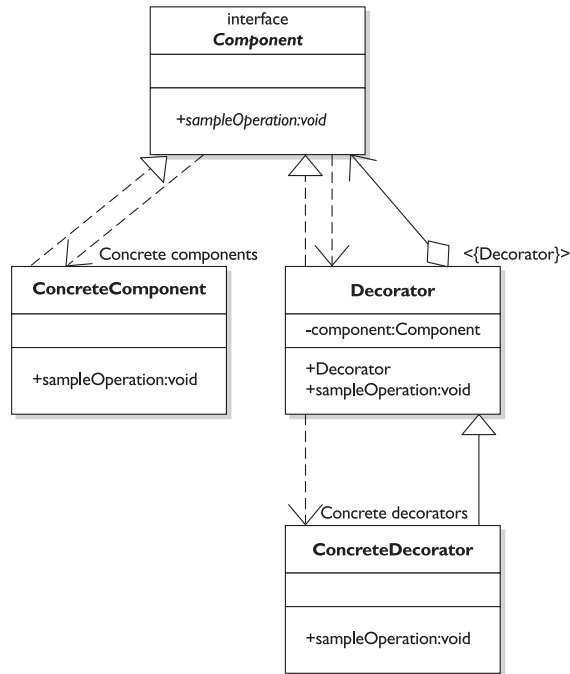 interface
Component
+sampleOperation:void
Concrete components
<{Decorator}>
ConcreteComponent
+sampleOperation:void
Decorator
-component:Component
+Decorator
+sampleOperation:void
Concrete decorators
ConcreteDecorator
+sampleOperation:void